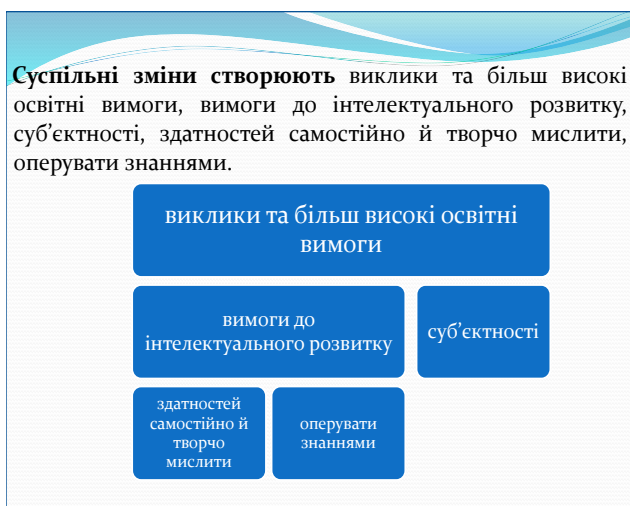 Суспільні зміни створюють виклики та більш високі
освітні вимоги, вимоги до інтелектуального розвитку,
суб’єктності, здатностей самостійно й творчо мислити,
оперувати знаннями.
виклики та більш високі освітні
вимоги
вимоги до
інтелектуального розвитку
суб’єктності
здатностей
самостійно й
творчо
мислити
оперувати
знаннями